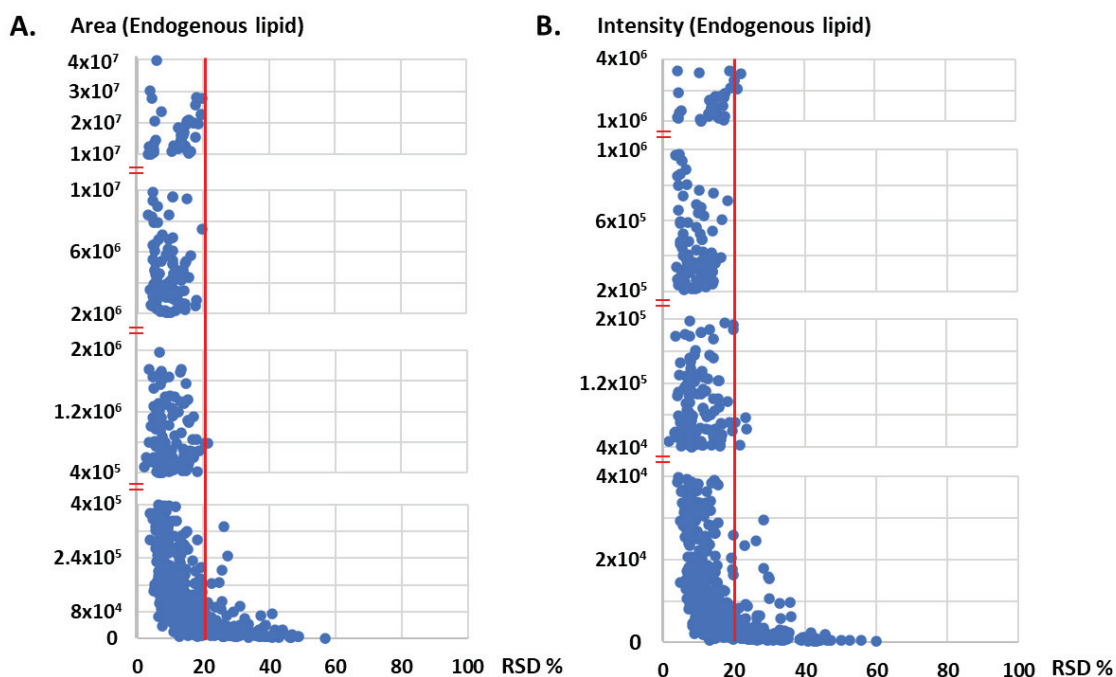 A. Area (Endogenous lipid)
4x10⁷
3x10⁷
2x10⁷
1x10⁷
1x10⁷
6x10⁶
2x10⁶
2x10⁶
1.2x10⁶
4x10⁵
4x10⁵
2.4x10⁵
8x10⁴
0
0 20 40 60 80 100 RSD %
B. Intensity (Endogenous lipid)
4x10⁶
1x10⁶
1x10⁶
6x10⁵
2x10⁵
2x10⁵
1.2x10⁵
4x10⁴
4x10⁴
2x10⁴
0
0 20 40 60 80 100 RSD %